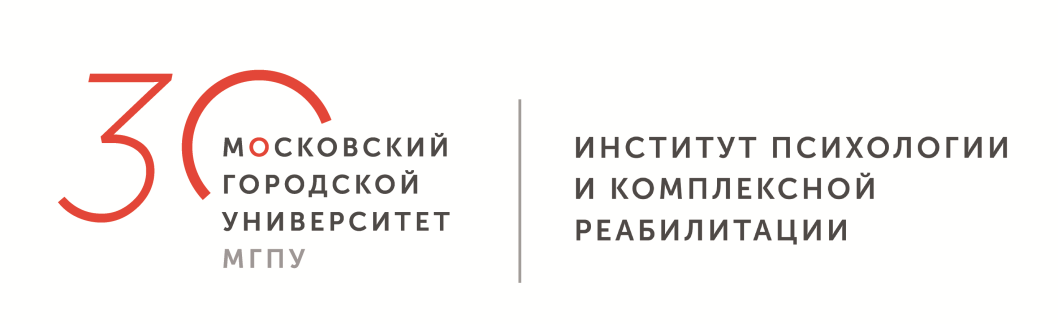 30
МОСКОВСКИЙ
ГОРОДСКОЙ
УНИВЕРСИТЕТ
МГПУ
ИНСТИТУТ ПСИХОЛОГИИ
И КОМПЛЕКСНОЙ
РЕАБИЛИТАЦИИ